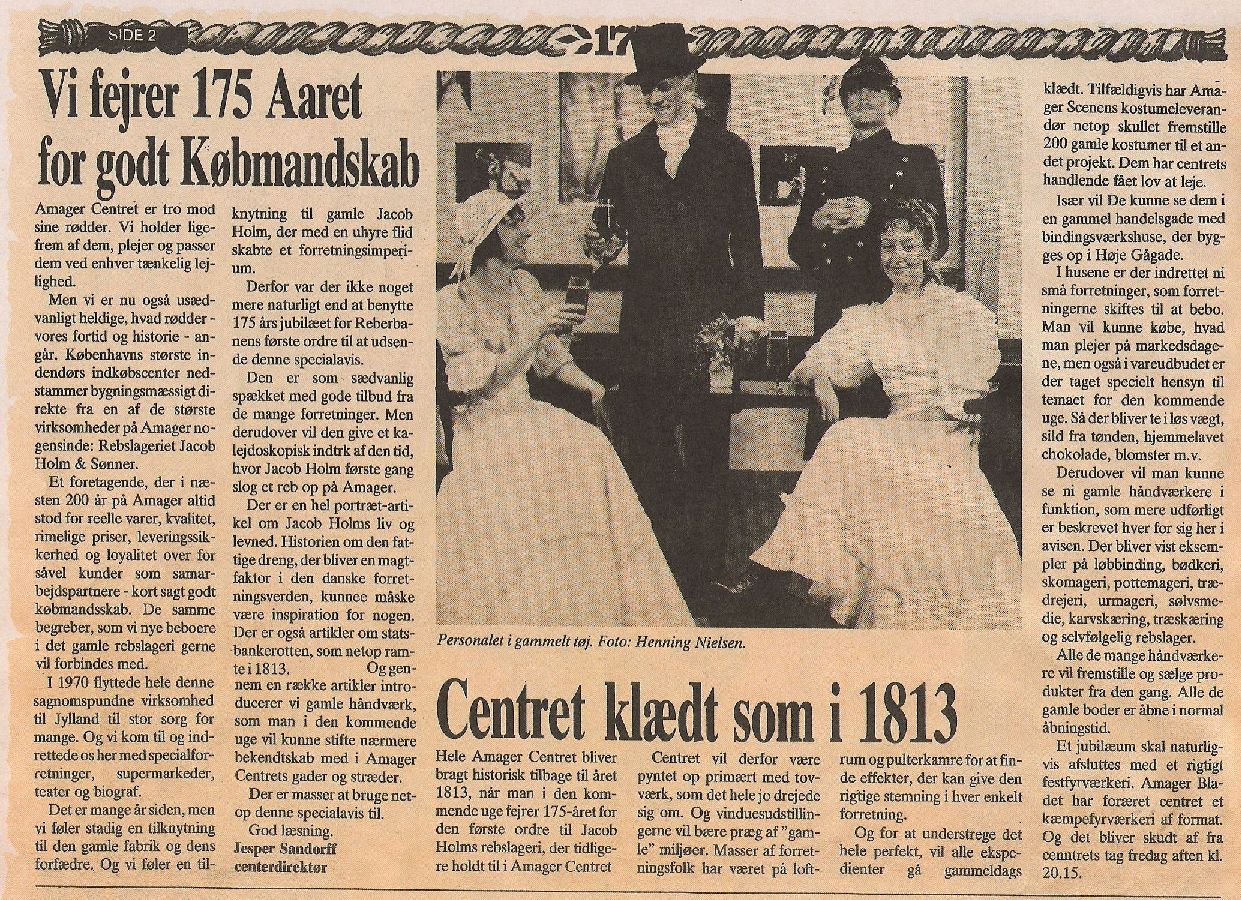 SIDE 2
17
Vi fejrer 175 Aaret
for godt Købmandskab
Amager Centret er tro mod
sine rødder. Vi holder lige-
frem af dem, plejer og passer
dem ved enhver tænkelig lej-
lighed.
Men vi er nu også usæd-
vanligt heldige, hvad rødder -
vores fortid og historie - an-
går. Københavns største in-
dendørs indkøbscenter ned-
stammer bygningsmæssigt di-
rekte fra en af de største
virksomheder på Amager no-
gensinde: Rebslageriet Jacob
Holm & Sønner.
Et foretagende, der i næ-
sten 200 år på Amager altid
stod for reelle varer, kvalitet,
rimelige priser, leveringssik-
kerhed og loyalitet over for
såvel kunder som samar-
bejdspartnere - kort sagt godt
købmandsskab. De samme
begreber, som vi nye beboere
i det gamle rebslageri gerne
vil forbindes med.
I 1970 flyttede hele denne
sagnomspundne virksomhed
til Jylland til stor sorg for
mange. Og vi kom til og ind-
rettede os her med specialfor-
retninger, supermarkeder,
teater og biograf.
Det er mange år siden, men
vi føler stadig en tilknytning
til den gamle fabrik og dens
forfædre. Og vi føler en til-
knytning til gamle Jacob
Holm, der med en uhyre flid
skabte et forretningsimperi-
um.
Derfor var der ikke noget
mere naturligt end at benytte
175 års jubilæet for Reberba-
nens første ordre til at udsen-
de denne specialavis.
Den er som sædvanlig
spækket med gode tilbud fra
de mange forretninger. Men
derudover vil den give et ka-
lejdoskopisk indtrk af den tid,
hvor Jacob Holm første gang
slog et reb op på Amager.
Der er en hel portræt-arti-
kel om Jacob Holms liv og
levned. Historien om den fat-
tige dreng, der bliver en magt-
faktor i den danske forret-
ningsverden, kunnee måske
være inspiration for nogen.
Der er også artikler om stats-
bankerotten, som netop ram-
te i 1813. Og gen-
nem en række artikler intro-
ducerer vi gamle håndværk,
som man i den kommende
uge vil kunne stifte nærmere
bekendtskab med i Amager
Centrets gader og stræder.
Der er masser at bruge net-
op denne specialavis til.
God læsning.
Jesper Sandorff
centerdirektør
Personalet i gammelt tøj. Foto: Henning Nielsen.
Centret klædt som i 1813
Hele Amager Centret bliver
bragt historisk tilbage til året
1813, når man i den kom-
mende uge fejrer 175-året for
den første ordre til Jacob
Holms rebslageri, der tidlige-
re holdt til i Amager Centret
Centret vil derfor være
pyntet op primært med tov-
værk, som det hele jo drejede
sig om. Og vinduesudstillin-
gerne vil bære præg af "gam-
le" miljøer. Masser af forret-
ningsfolk har været på loft-
rum og pulterkamre for at fin-
de effekter, der kan give den
rigtige stemning i hver enkelt
forretning.
Og for at understrege det
hele perfekt, vil alle ekspe-
dienter gå gammeldags
klædt. Tilfældigvis har Ama-
ger Scenens kostumeleveran-
dør netop skullet fremstille
200 gamle kostumer til et an-
det projekt. Dem har centrets
handlende fået lov at leje.
Især vil De kunne se dem i
en gammel handelsgade med
bindingsværkshuse, der byg-
ges op i Høje Gågade.
I husene er der indrettet ni
små forretninger, som forret-
ningerne skiftes til at bebo.
Man vil kunne købe, hvad
man plejer på markedsdage-
ne, men også i vareudbudet er
der taget specielt hensyn til
temaet for den kommende
uge. Så der bliver te i løs vægt,
sild fra tønden, hjemmelavet
chokolade, blomster m.v.
Derudover vil man kunne
se ni gamle håndværkere i
funktion, som mere udførligt
er beskrevet hver for sig her i
avisen. Der bliver vist eksem-
pler på løbbinding, bødkeri,
skomageri, pottemageri, træ-
drejeri, urmageri, sølvsme-
die, karvskæring, træskæring
og selvfølgelig rebslager.
Alle de mange håndværke-
re vil fremstille og sælge pro-
dukter fra den gang. Alle de
gamle boder er åbne i normal
åbningstid.
Et jubilæum skal naturlig-
vis afsluttes med et rigtigt
festfyrværkeri. Amager Bla-
det har foræret centret et
kæmpefyrværkeri af format.
Og det bliver skudt af fra
cenntrets tag fredag aften kl.
20.15.